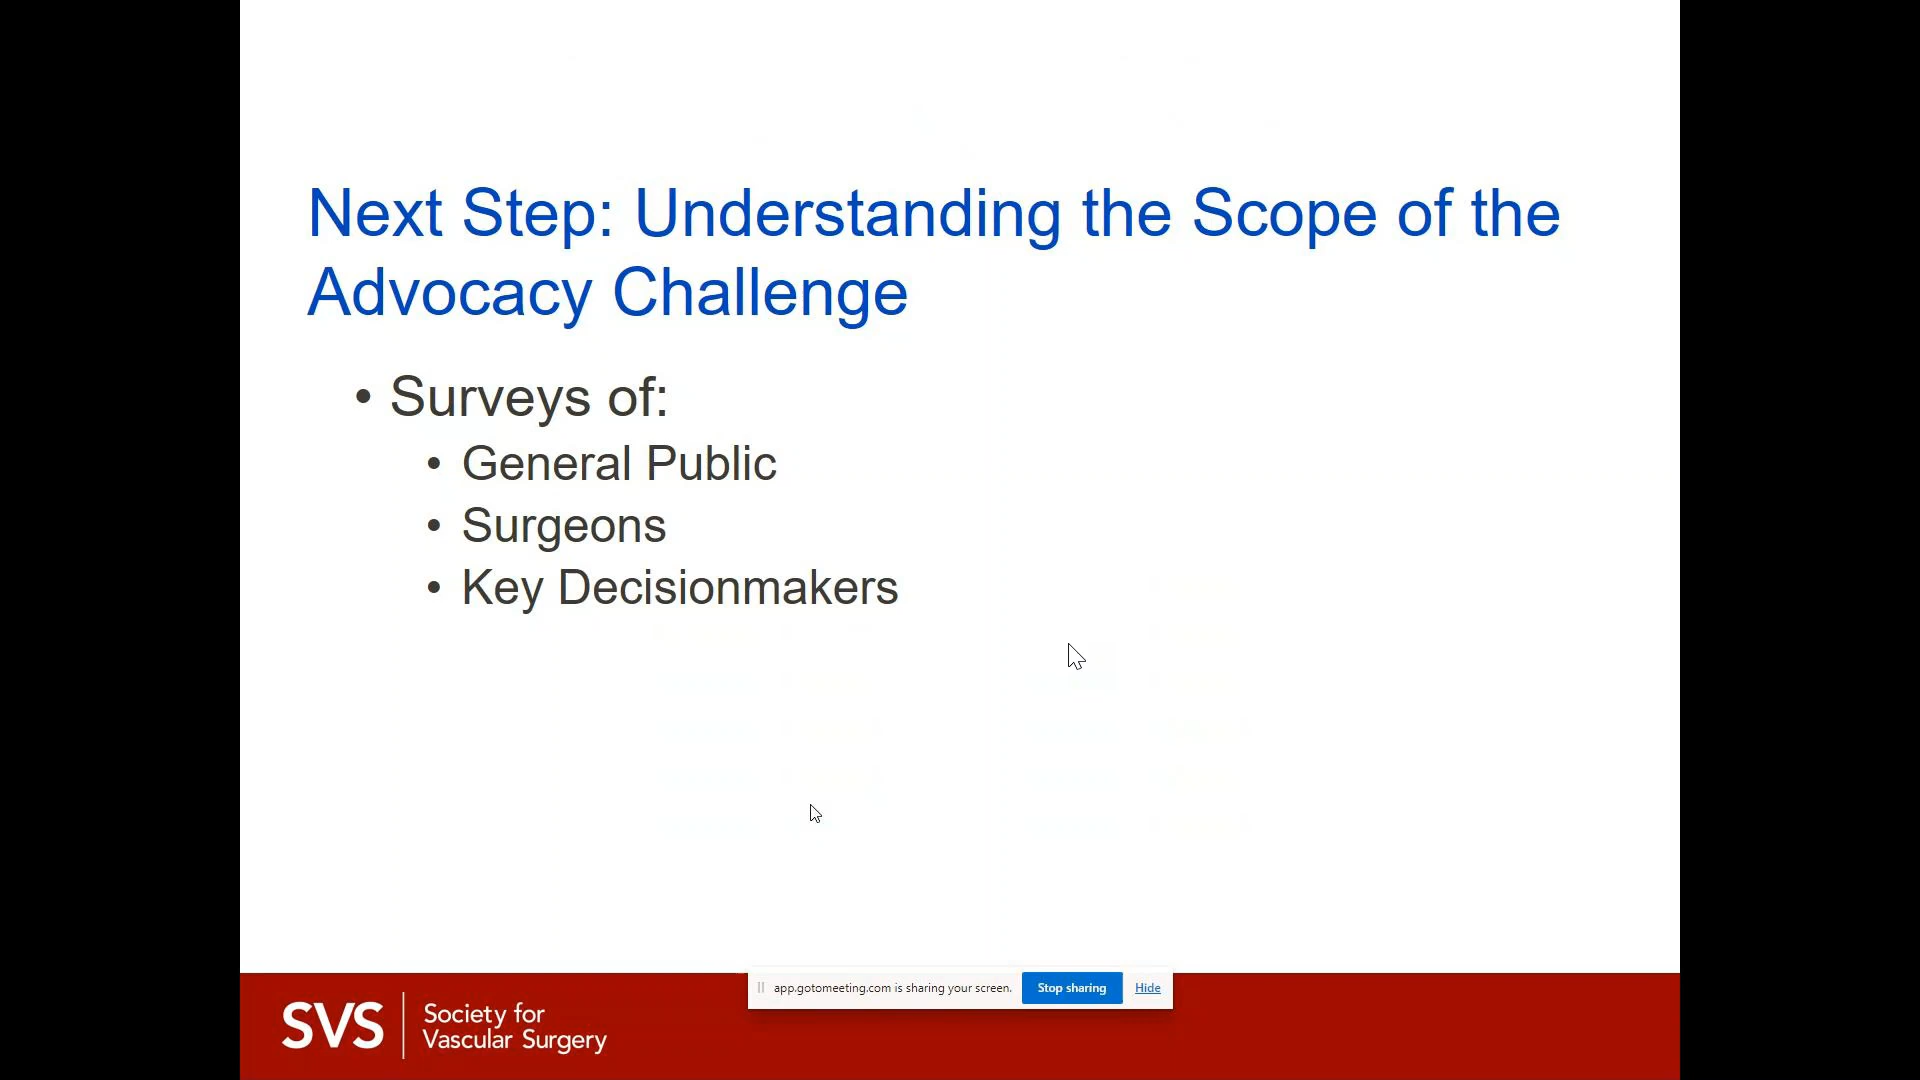 Next Step: Understanding the Scope of the
Advocacy Challenge
• Surveys of:
• General Public
• Surgeons
• Key Decisionmakers
app.gotomeeting.com is sharing your screen.
Stop sharing
Hide
SVS
Society for
Vascular Surgery